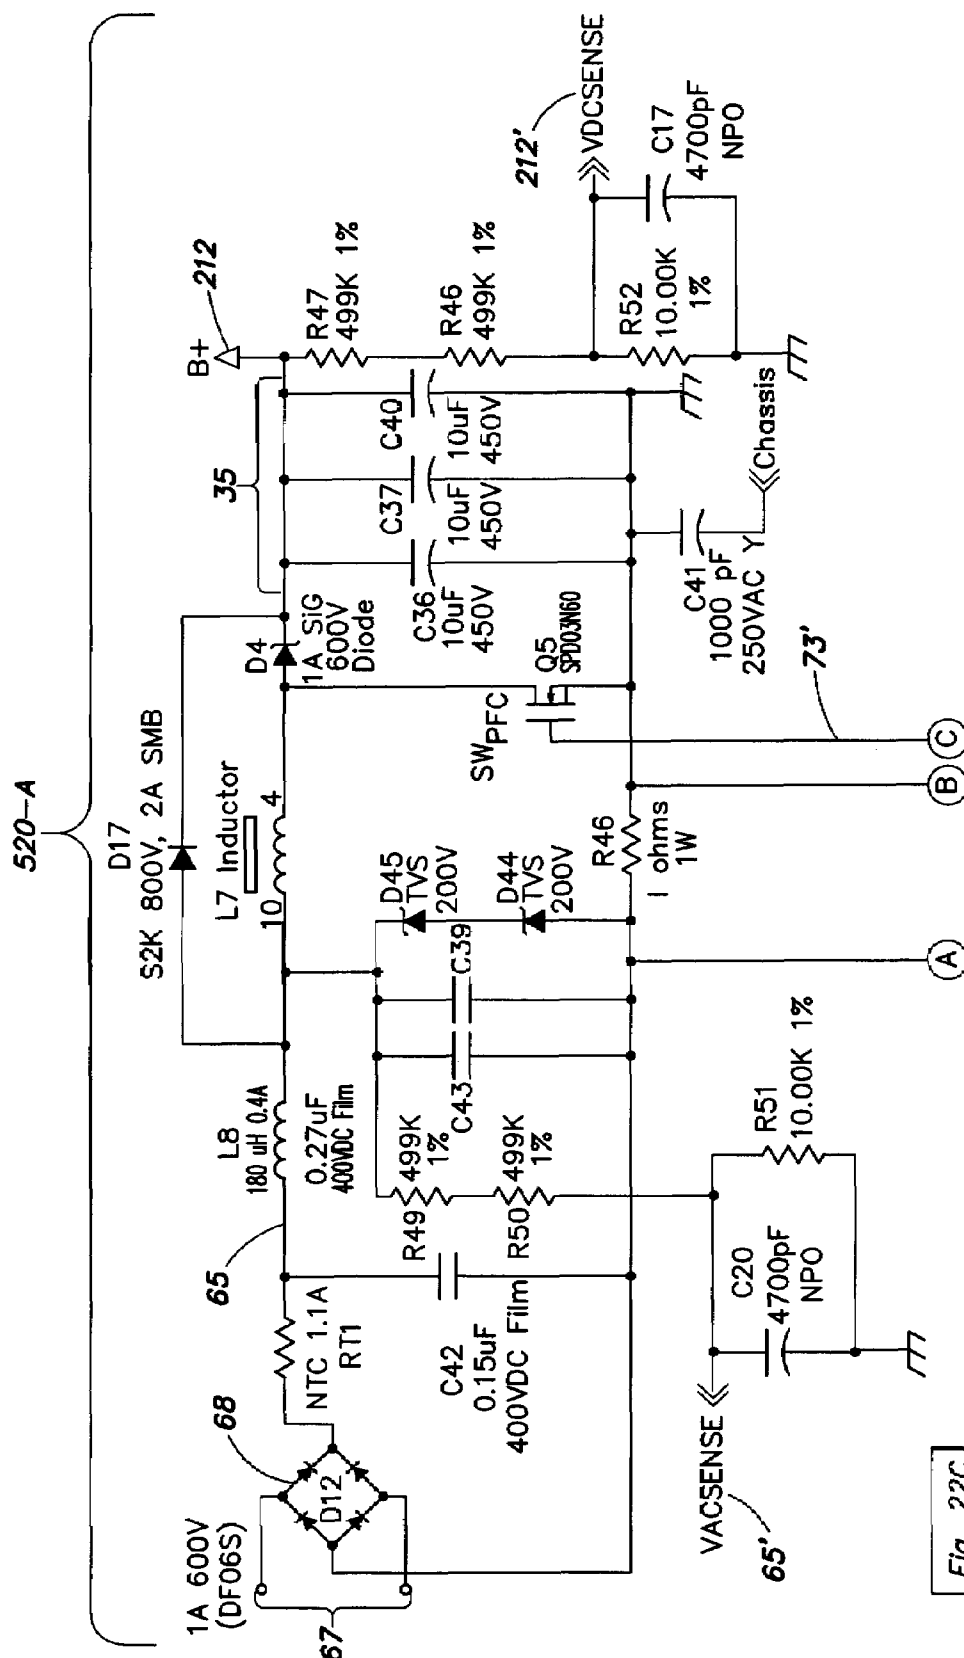 520-A
D17
S2K 800V, 2A SMB
L7 Inductor
10
4
D4
1A SiG
600V
Diode
35
B+
212
R47
499K 1%
R46
499K 1%
212'
VDCSENSE
R52
10.00K
1%
C17
4700pF
NPO
C36
10uF
450V
C37
10uF
450V
C40
10uF
450V
C41
1000 pF
250VAC Y
Chassis
SWPFC
Q5
SPD03N60
73'
L8
180 uH 0.4A
0.27uF
400VDC Film
65
NTC 1.1A
RT1
1A 600V
(DF06S)
68
D12
67
C42
0.15uF
400VDC Film
R49
499K
1%
R50
499K
1%
C43
C39
D45
TVS
200V
D44
TVS
200V
R46
1 ohms
1W
A
B
C
R51
10.00K 1%
C20
4700pF
NPO
VACSENSE
65'
Fig. 22C